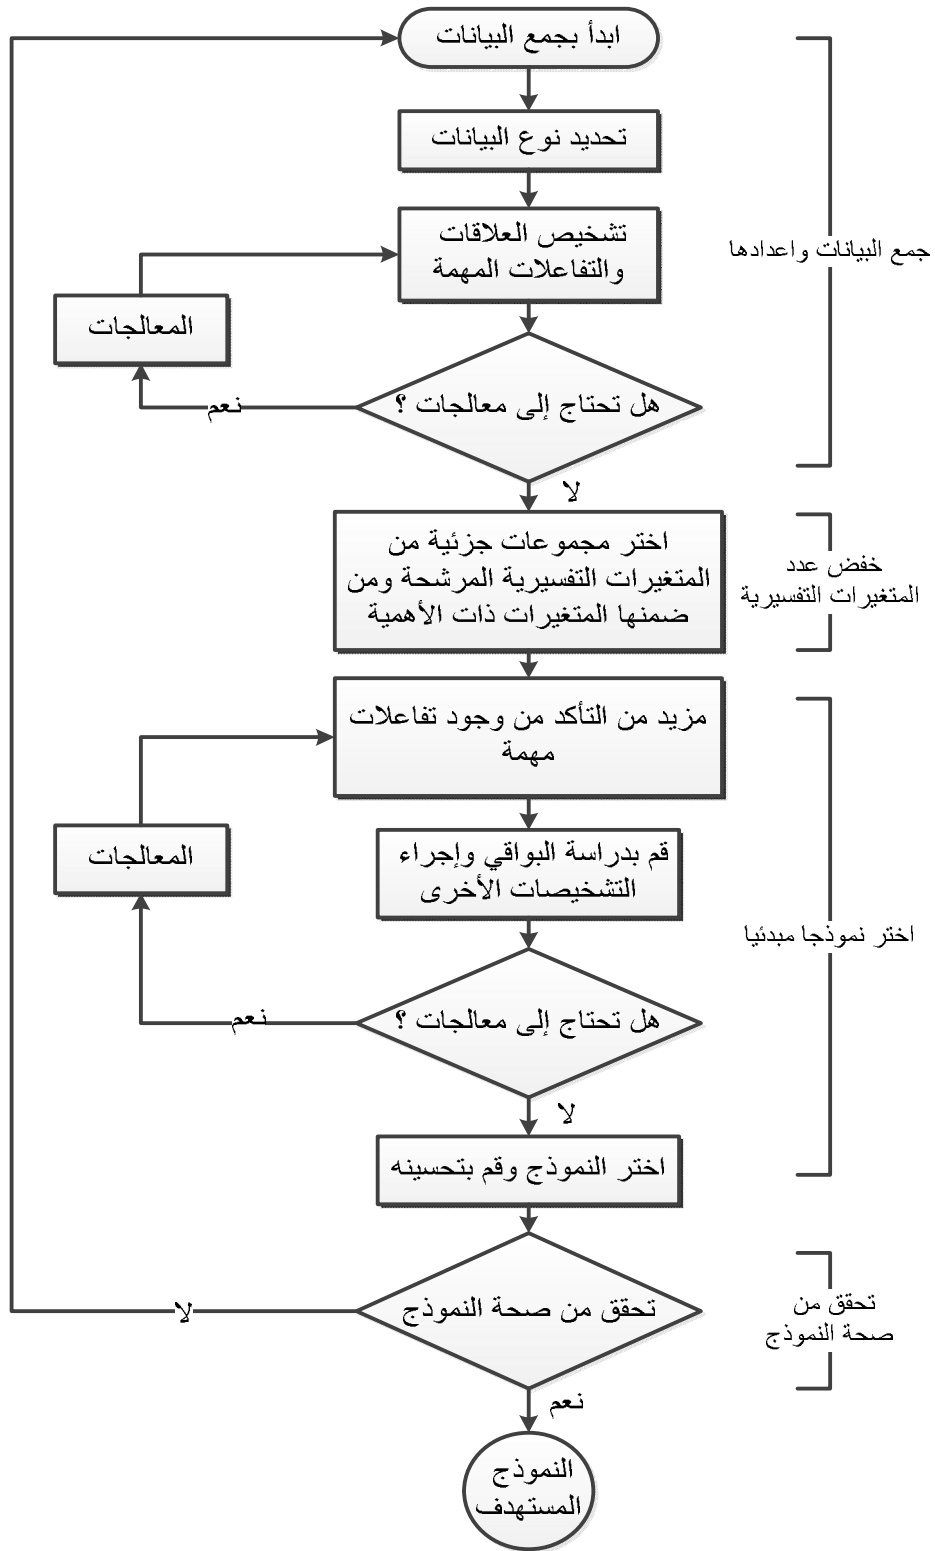 ابدأ بجمع البيانات
تحديد نوع البيانات
تشخيص العلاقات
والتفاعلات المهمة
جمع البيانات واعدادها
المعالجات
هل تحتاج إلى معالجات ؟
نعم
لا
اختر مجموعات جزئية من
المتغيرات التفسيرية المرشحة ومن
ضمنها المتغيرات ذات الأهمية
خفض عدد
المتغيرات التفسيرية
مزيد من التأكد من وجود تفاعلات
مهمة
المعالجات
قم بدراسة البواقي وإجراء
التشخيصات الأخرى
اختر نموذجا مبدئيا
هل تحتاج إلى معالجات ؟
نعم
لا
اختر النموذج وقم بتحسينه
تحقق من صحة النموذج
لا
تحقق من
صحة النموذج
نعم
النموذج
المستهدف